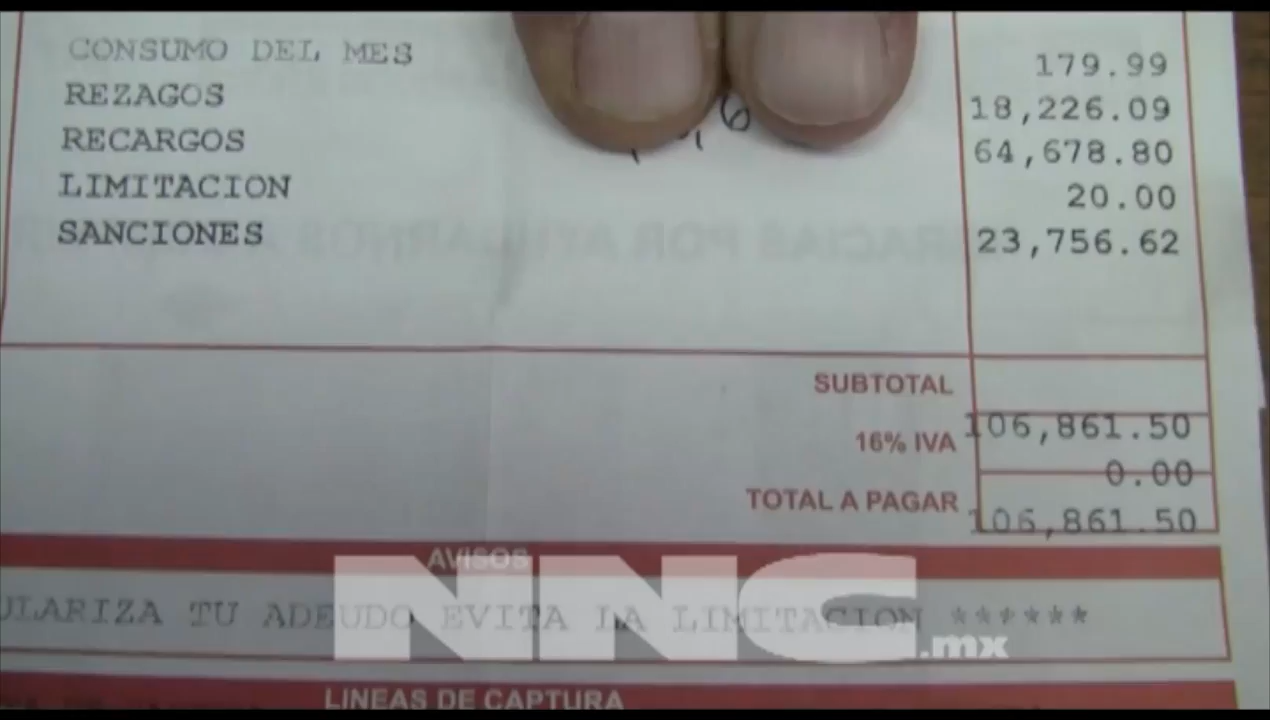 CONSUMO DEL MES 179.99
REZAGOS 18,226.09
RECARGOS 64,678.80
LIMITACION 20.00
SANCIONES 23,756.62
SUBTOTAL 106,861.50
16% IVA 0.00
TOTAL A PAGAR 106,861.50
AVISOS
ULARIZA TU ADEUDO EVITA LA LIMITACION ******
NNC.mx
LINEAS DE CAPTURA